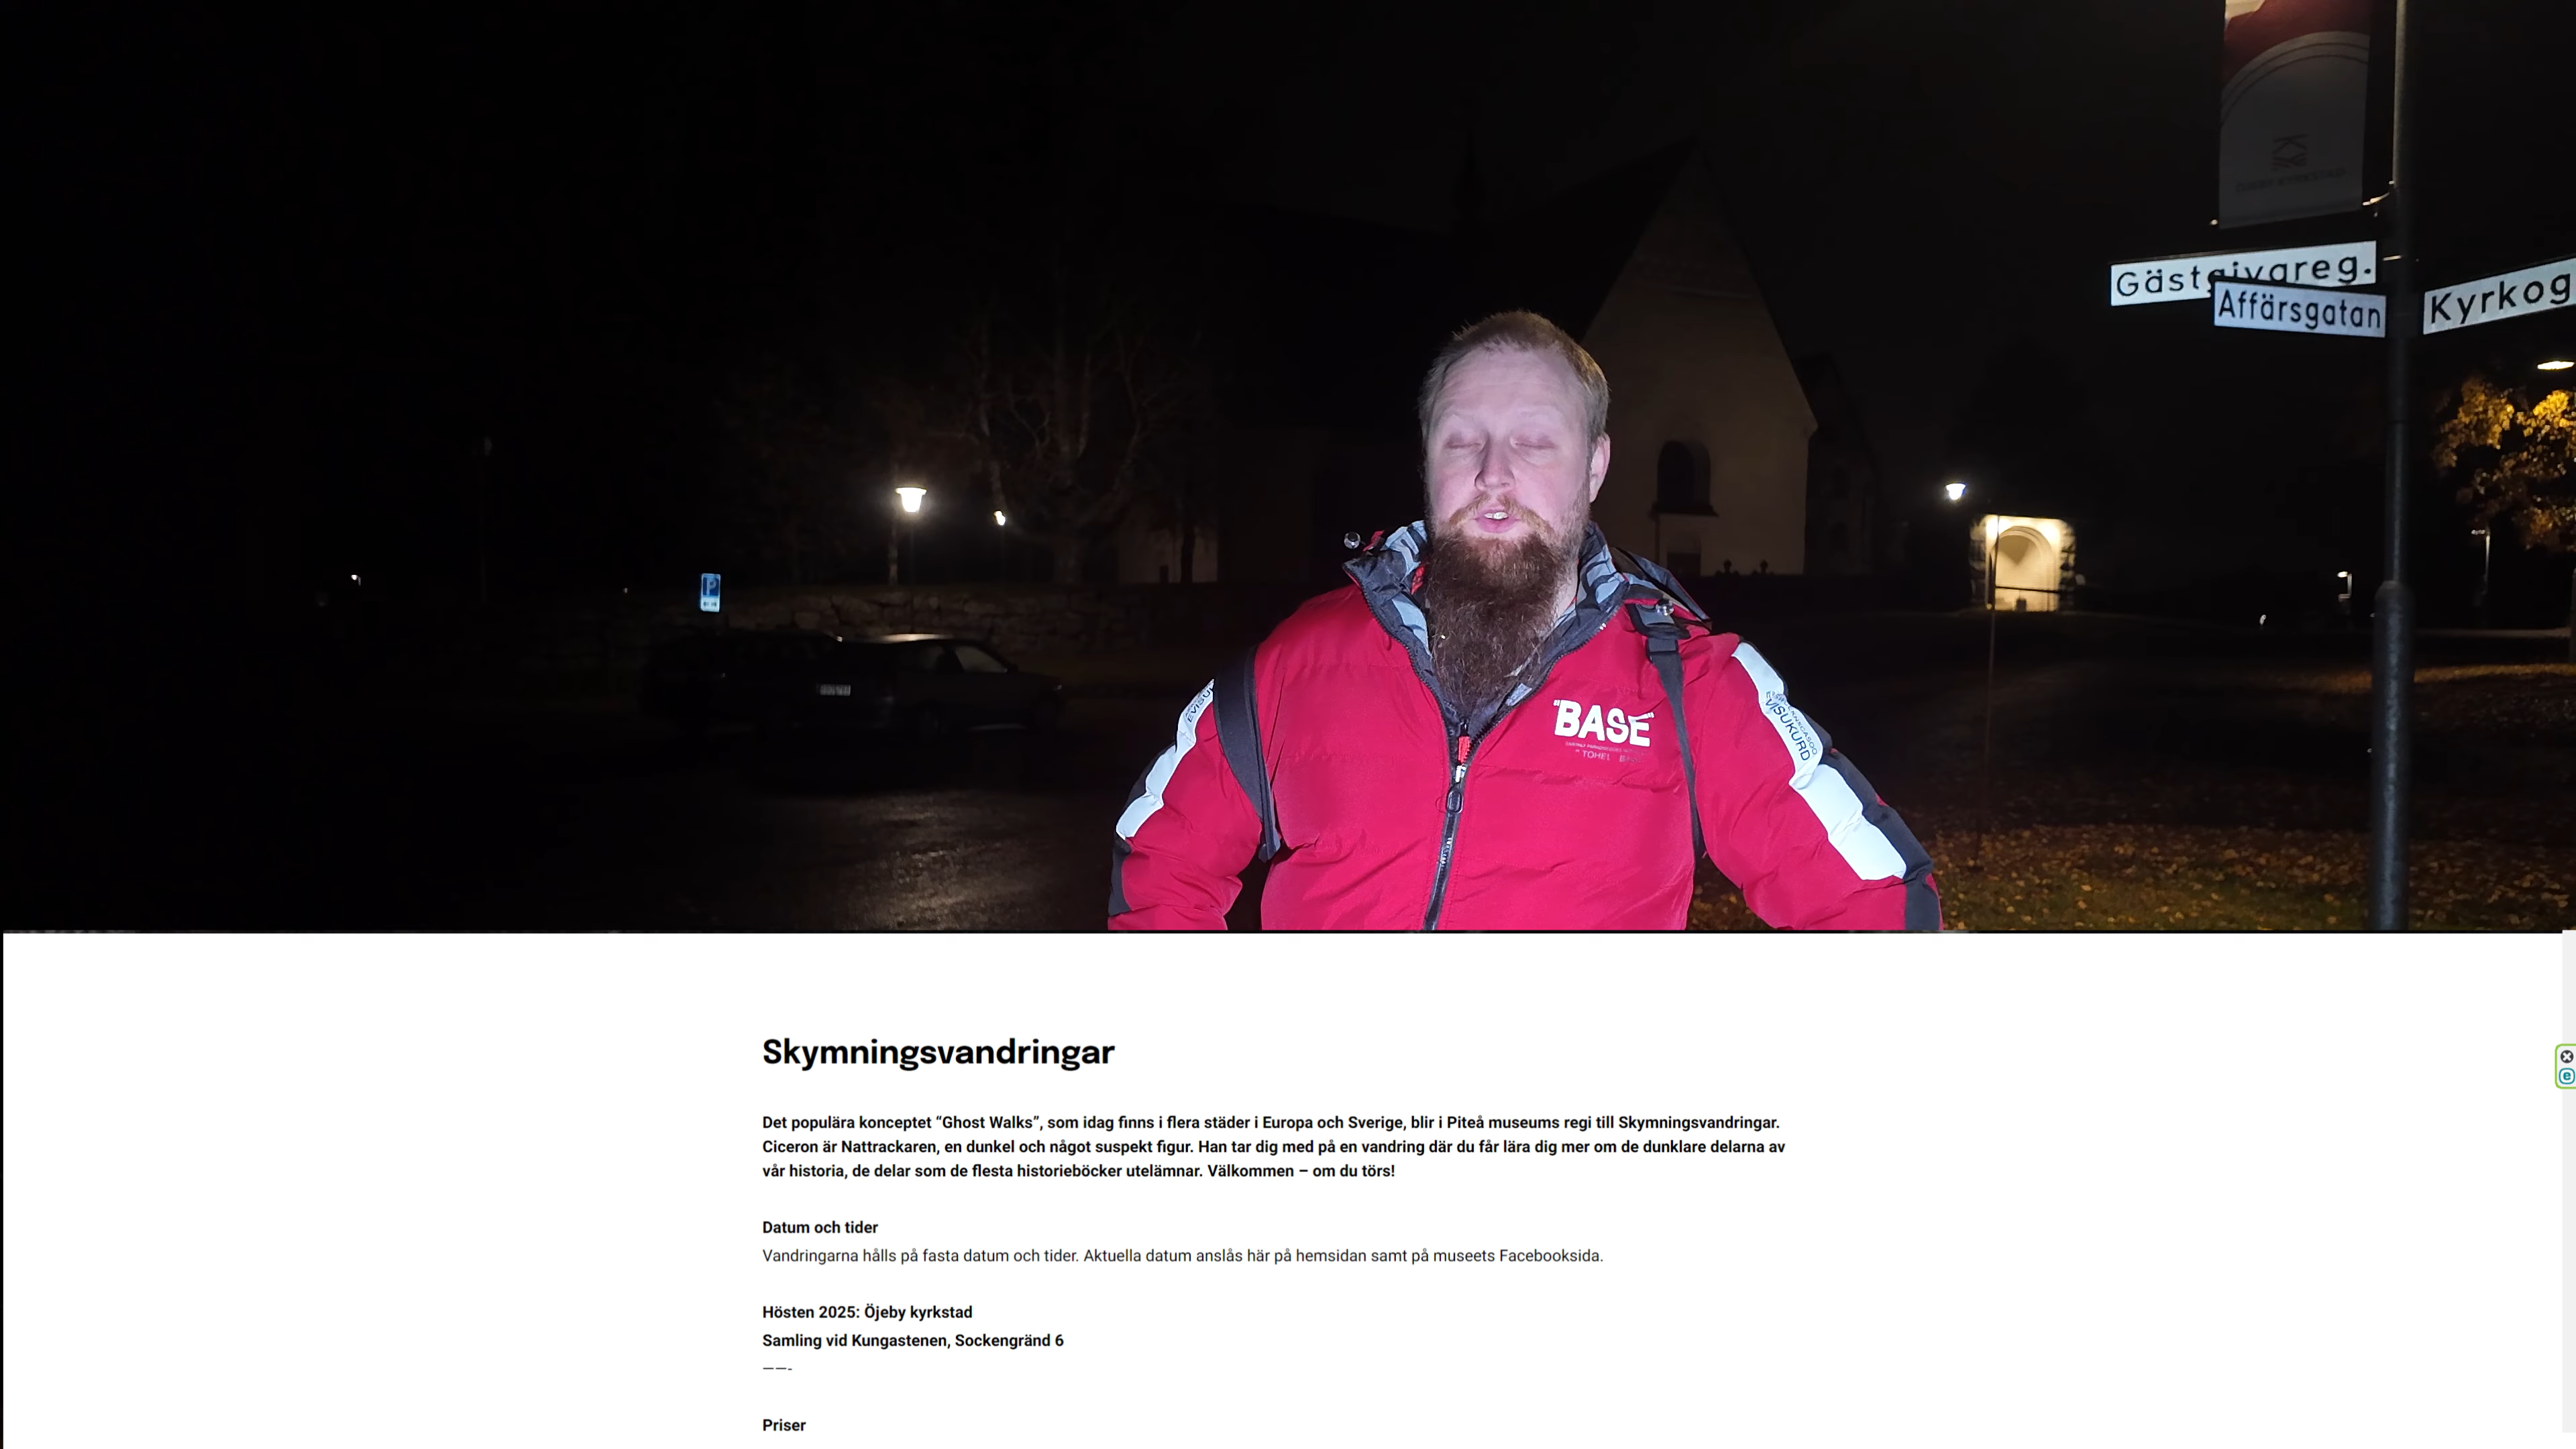 Gästgivareg.
Affärsgatan
Kyrkog
P
"BASE"
TOHEL
EVISU
EVISUKURD
Skymningsvandringar
Det populära konceptet “Ghost Walks”, som idag finns i flera städer i Europa och Sverige, blir i Piteå museums regi till Skymningsvandringar.
Ciceron är Nattrackaren, en dunkel och något suspekt figur. Han tar dig med på en vandring där du får lära dig mer om de dunklare delarna av
vår historia, de delar som de flesta historieböcker utelämnar. Välkommen – om du törs!
Datum och tider
Vandringarna hålls på fasta datum och tider. Aktuella datum anslås här på hemsidan samt på museets Facebooksida.
Hösten 2025: Öjeby kyrkstad
Samling vid Kungastenen, Sockengränd 6
——-
Priser